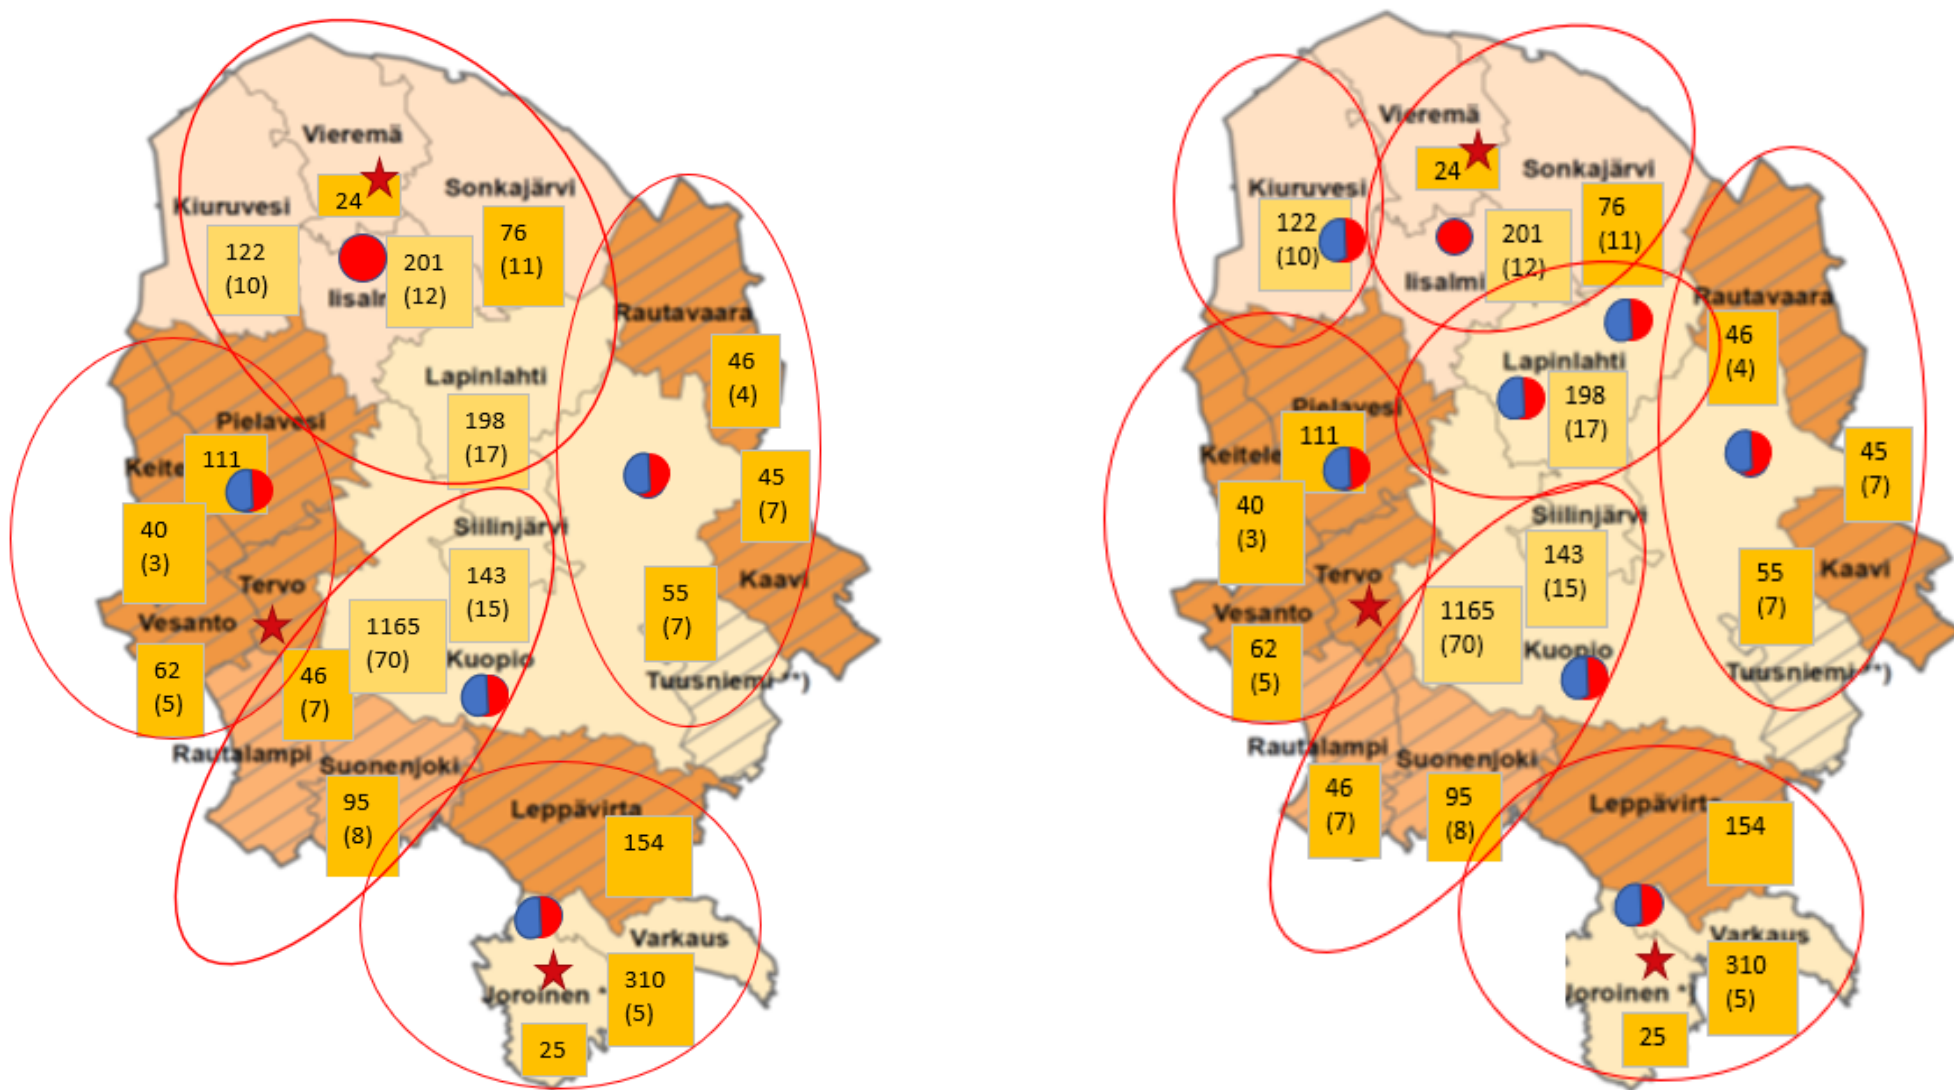 Vieremä
24
Sonkajärvi
Kiuruvesi
76
(11)
122
(10)
201
(12)
Rautavaara
46
(4)
Lapinlahti
198
(17)
Pielavesi
111
45
(7)
40
(3)
Siilinjärvi
143
(15)
Tervo
Kaavi
55
(7)
Vesanto
1165
(70)
Kuopio
62
(5)
46
(7)
Tuusniemi **)
Rautalampi
Suonenjoki
95
(8)
Leppävirta
154
Varkaus
310
(5)
Joroinen *
25
Vieremä
24
Sonkajärvi
Kiuruvesi
76
(11)
122
(10)
201
(12)
Iisalmi
Rautavaara
46
(4)
Lapinlahti
198
(17)
Pielavesi
111
Keitele
45
(7)
40
(3)
Siilinjärvi
143
(15)
Tervo
Kaavi
55
(7)
Vesanto
1165
(70)
Kuopio
62
(5)
Tuusniemi **)
Rautalampi
46
(7)
Suonenjoki
95
(8)
Leppävirta
154
Varkaus
310
(5)
Joroinen *)
25